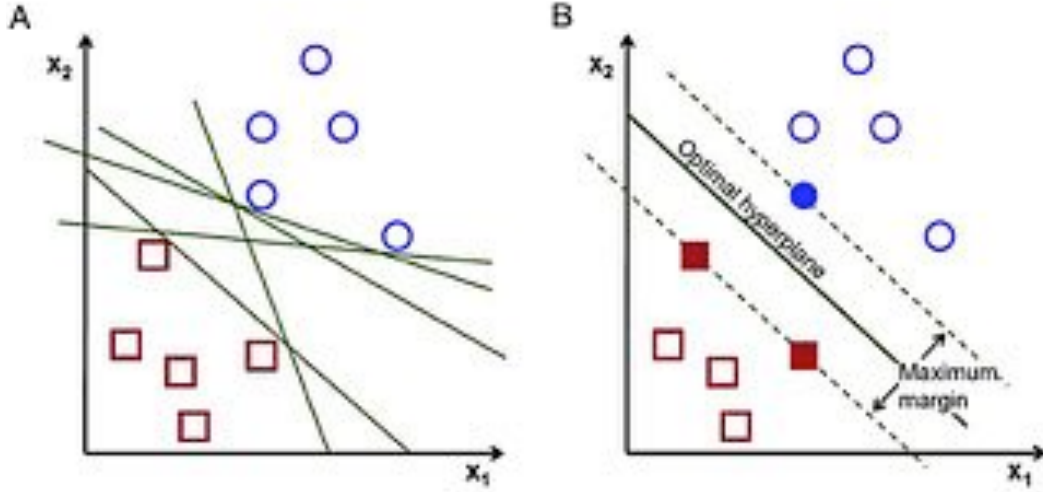 A
x₂
x₁
B
x₂
Optimal hyperplane
Maximum
margin
x₁